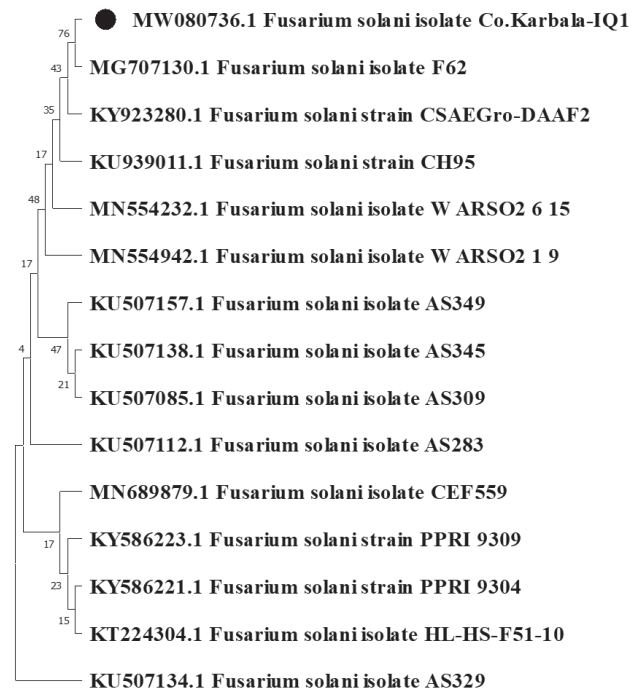 76
MW080736.1 Fusarium solani isolate Co.Karbala-IQ1
43
MG707130.1 Fusarium solani isolate F62
35
KY923280.1 Fusarium solani strain CSAEGro-DAAF2
17
KU939011.1 Fusarium solani strain CH95
48
MN554232.1 Fusarium solani isolate W ARSO2 6 15
17
MN554942.1 Fusarium solani isolate W ARSO2 1 9
KU507157.1 Fusarium solani isolate AS349
4
47
KU507138.1 Fusarium solani isolate AS345
21
KU507085.1 Fusarium solani isolate AS309
KU507112.1 Fusarium solani isolate AS283
MN689879.1 Fusarium solani isolate CEF559
17
KY586223.1 Fusarium solani strain PPRI 9309
23
KY586221.1 Fusarium solani strain PPRI 9304
15
KT224304.1 Fusarium solani isolate HL-HS-F51-10
KU507134.1 Fusarium solani isolate AS329